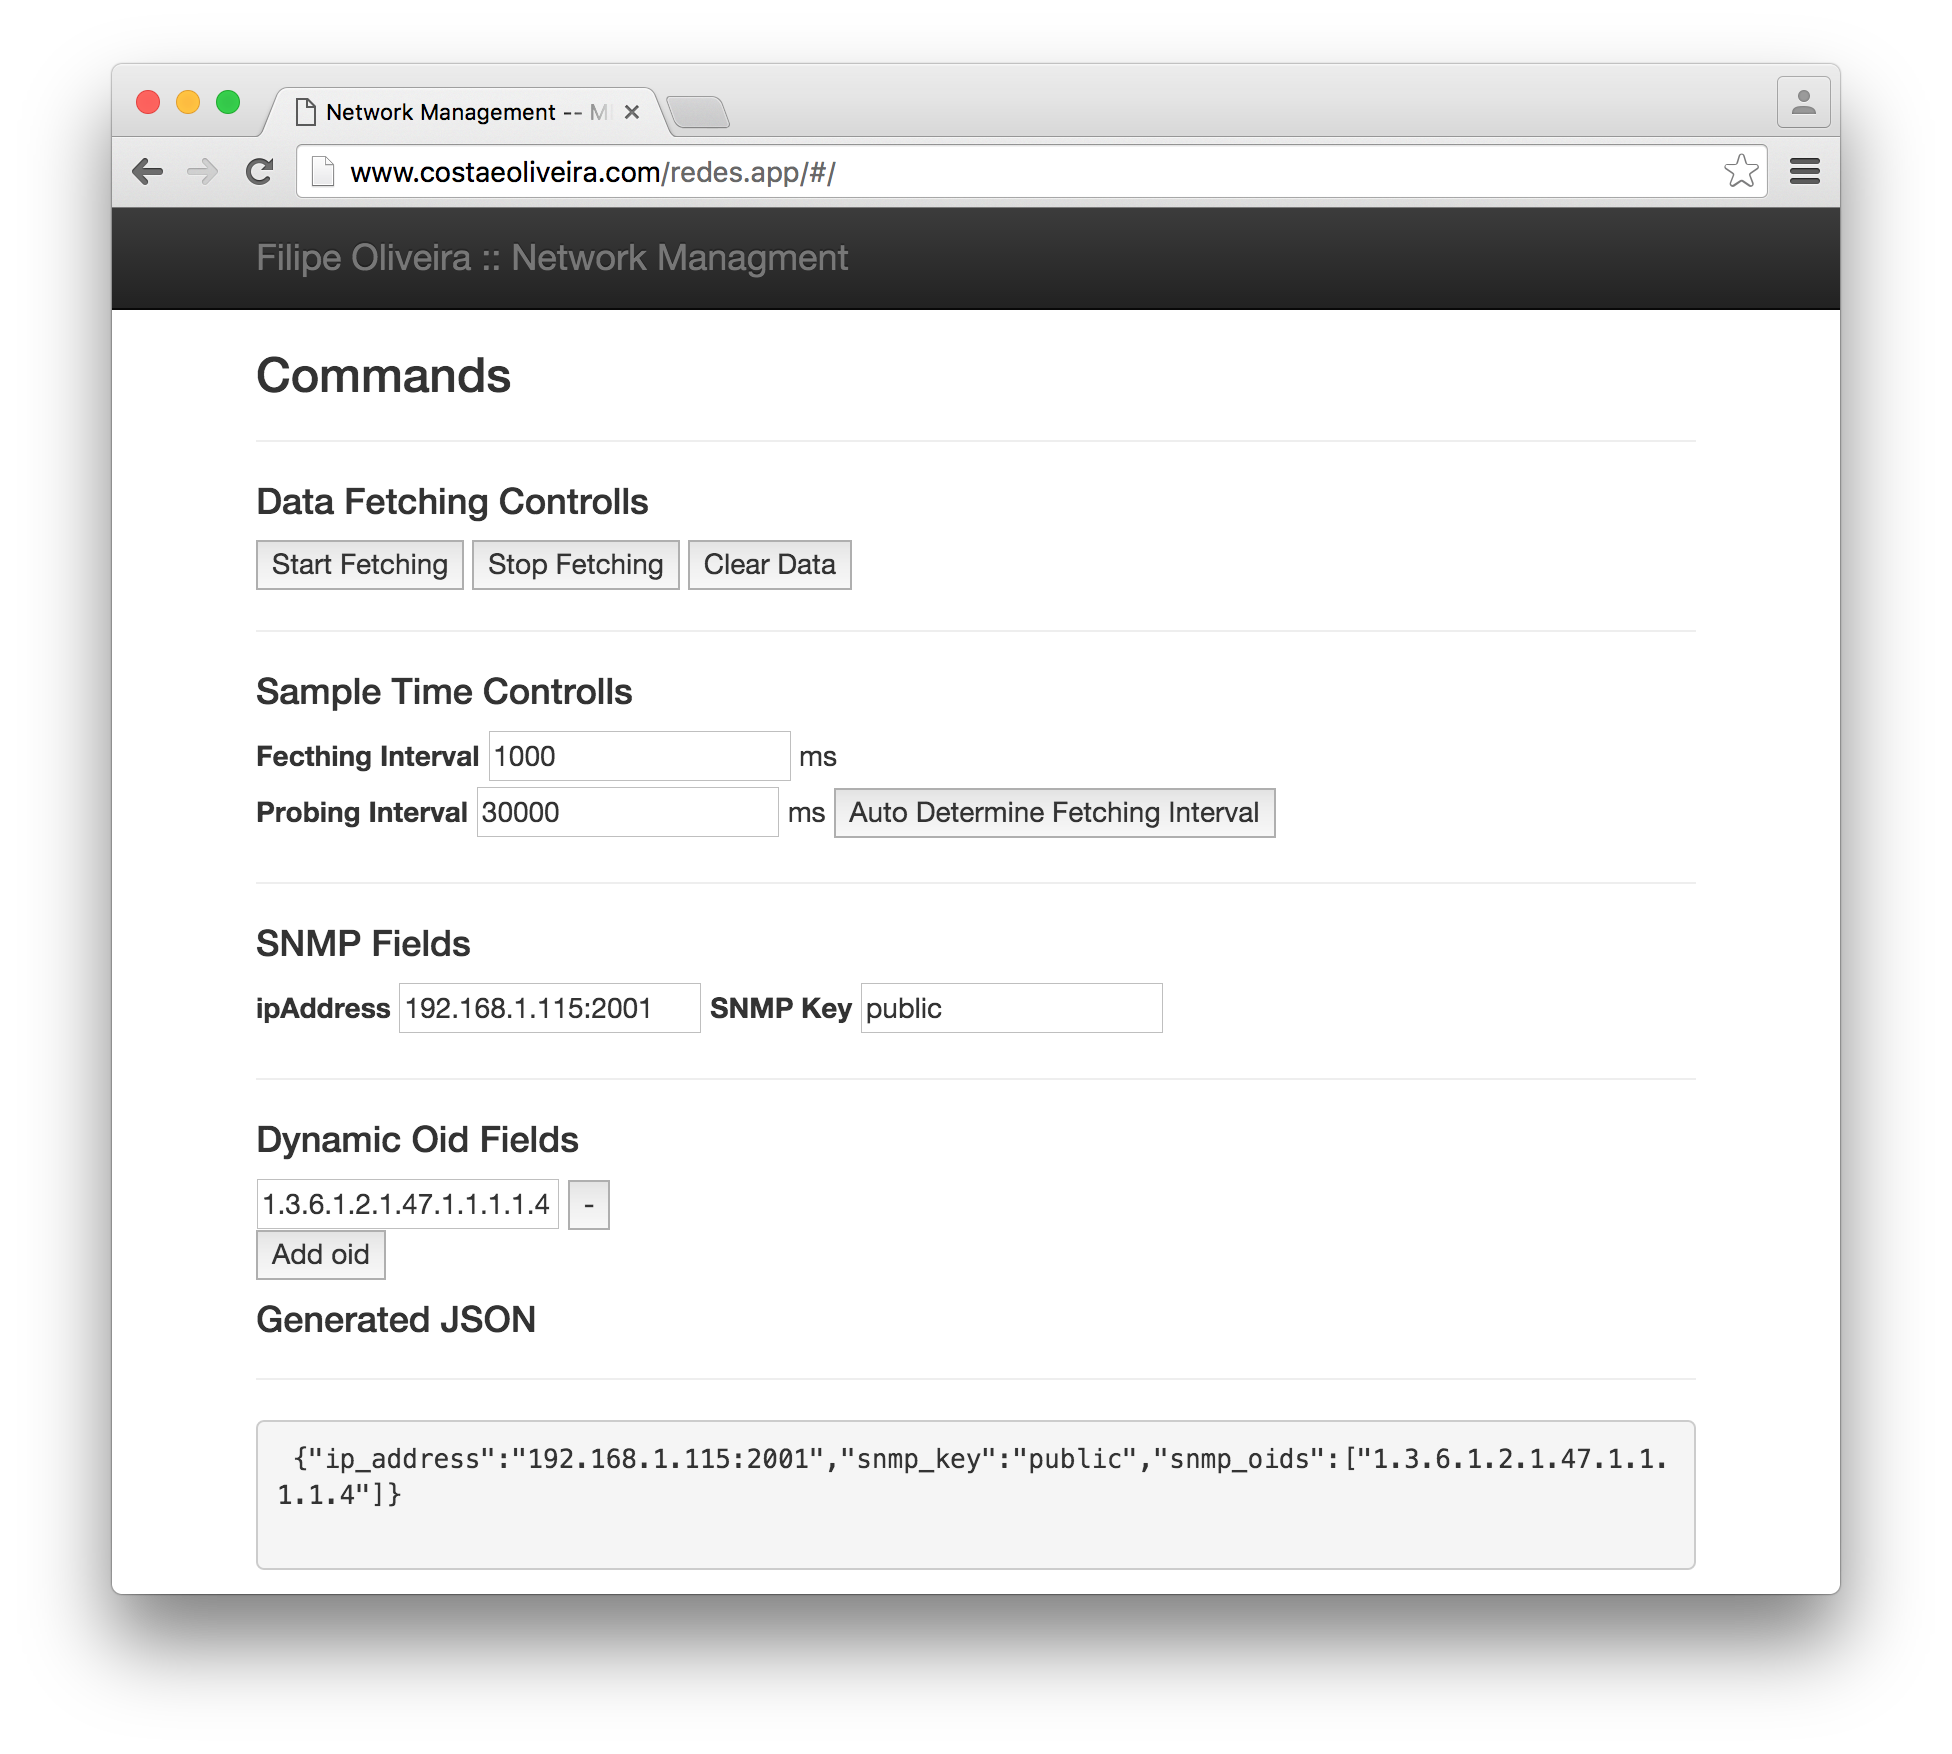 Network Management -- M
www.costaeoliveira.com/redes.app/#/
Filipe Oliveira :: Network Managment
Commands
Data Fetching Controlls
Start Fetching Stop Fetching Clear Data
Sample Time Controlls
Fecthing Interval 1000 ms
Probing Interval 30000 ms Auto Determine Fetching Interval
SNMP Fields
ipAddress 192.168.1.115:2001 SNMP Key public
Dynamic Oid Fields
1.3.6.1.2.1.47.1.1.1.1.4 -
Add oid
Generated JSON
{"ip_address":"192.168.1.115:2001","snmp_key":"public","snmp_oids":["1.3.6.1.2.1.47.1.1.
1.1.4"]}